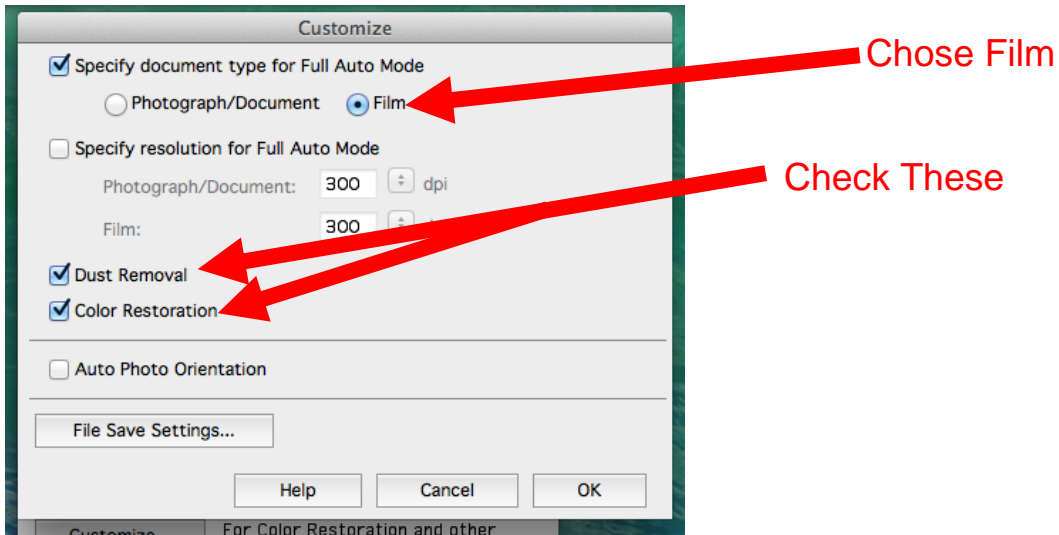 Customize
Specify document type for Full Auto Mode
Chose Film
Photograph/Document Film
Specify resolution for Full Auto Mode
Check These
Photograph/Document: 300 dpi
Film: 300
Dust Removal
Color Restoration
Auto Photo Orientation
File Save Settings...
Help Cancel OK
Customize For Color Restoration and other